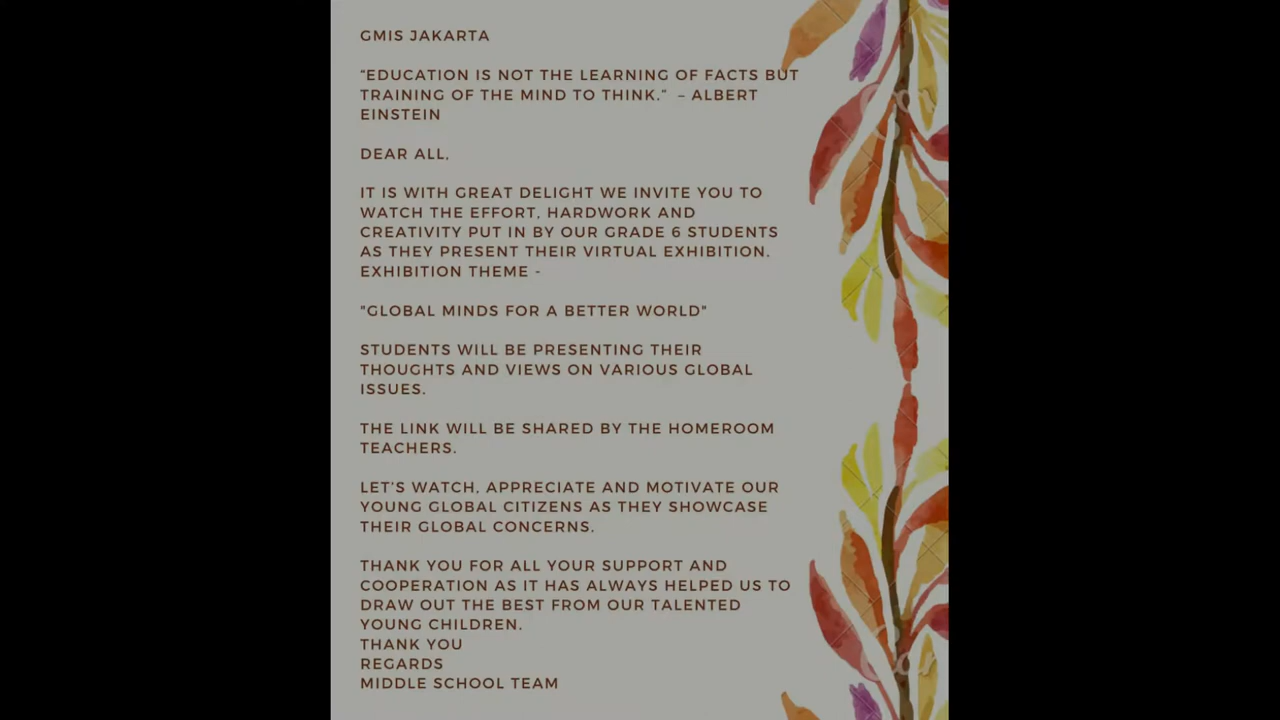 GMIS JAKARTA
“EDUCATION IS NOT THE LEARNING OF FACTS BUT
TRAINING OF THE MIND TO THINK.” – ALBERT
EINSTEIN
DEAR ALL,
IT IS WITH GREAT DELIGHT WE INVITE YOU TO
WATCH THE EFFORT, HARDWORK AND
CREATIVITY PUT IN BY OUR GRADE 6 STUDENTS
AS THEY PRESENT THEIR VIRTUAL EXHIBITION.
EXHIBITION THEME -
"GLOBAL MINDS FOR A BETTER WORLD"
STUDENTS WILL BE PRESENTING THEIR
THOUGHTS AND VIEWS ON VARIOUS GLOBAL
ISSUES.
THE LINK WILL BE SHARED BY THE HOMEROOM
TEACHERS.
LET'S WATCH, APPRECIATE AND MOTIVATE OUR
YOUNG GLOBAL CITIZENS AS THEY SHOWCASE
THEIR GLOBAL CONCERNS.
THANK YOU FOR ALL YOUR SUPPORT AND
COOPERATION AS IT HAS ALWAYS HELPED US TO
DRAW OUT THE BEST FROM OUR TALENTED
YOUNG CHILDREN.
THANK YOU
REGARDS
MIDDLE SCHOOL TEAM